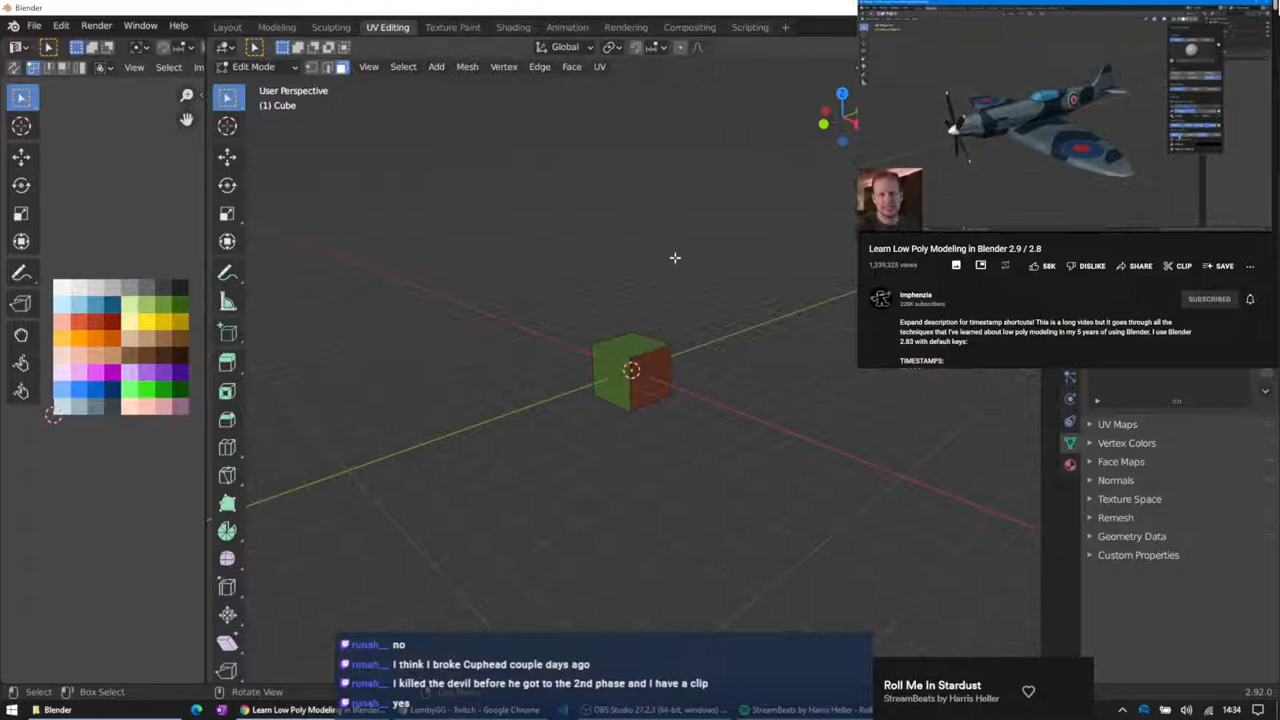 Blender
Edit Render Window Help
Layout Modeling Sculpting UV Editing Texture Paint Shading Animation Rendering Compositing Scripting
Global
View Select
Edit Mode View Select Add Mesh Vertex Edge Face UV
User Perspective
(1) Cube
Z
Learn Low Poly Modeling in Blender 2.9 / 2.8
1,339,325 views
58K DISLIKE SHARE CLIP SAVE
Imphenzia
228K subscribers
SUBSCRIBED
Expand description for timestamp shortcuts! This is a long video but it goes through all the
techniques that I've learned about low poly modeling in my 5 years of using Blender. I use Blender
2.83 with default keys:
TIMESTAMPS:
UV Maps
Vertex Colors
Face Maps
Normals
Texture Space
Remesh
Geometry Data
Custom Properties
runah__ no
runah__ I think I broke Cuphead couple days ago
runah__ I killed the devil before he got to the 2nd phase and I have a clip
runah__ yes
Roll Me In Stardust
StreamBeats by Harris Heller
Select Box Select Rotate View
2.92.0
Blender
Learn Low Poly Modeling in Blender...
LombyGG - Twitch - Google Chrome
OBS Studio 27.2.3 (64-bit, windows)...
StreamBeats by Harris Heller - Roll
14:34